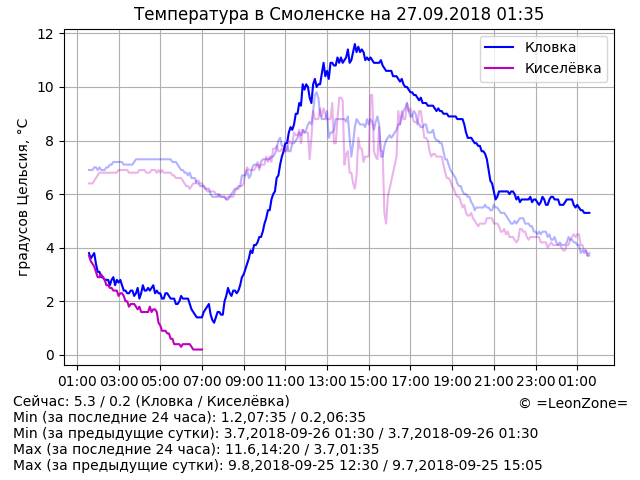 Температура в Смоленске на 27.09.2018 01:35
Кловка
Киселёвка
градусов Цельсия, °C
12
10
8
6
4
2
0
01:00 03:00 05:00 07:00 09:00 11:00 13:00 15:00 17:00 19:00 21:00 23:00 01:00
Сейчас: 5.3 / 0.2 (Кловка / Киселёвка)
© =LeonZone=
Min (за последние 24 часа): 1.2,07:35 / 0.2,06:35
Min (за предыдущие сутки): 3.7,2018-09-26 01:30 / 3.7,2018-09-26 01:30
Max (за последние 24 часа): 11.6,14:20 / 3.7,01:35
Max (за предыдущие сутки): 9.8,2018-09-25 12:30 / 9.7,2018-09-25 15:05